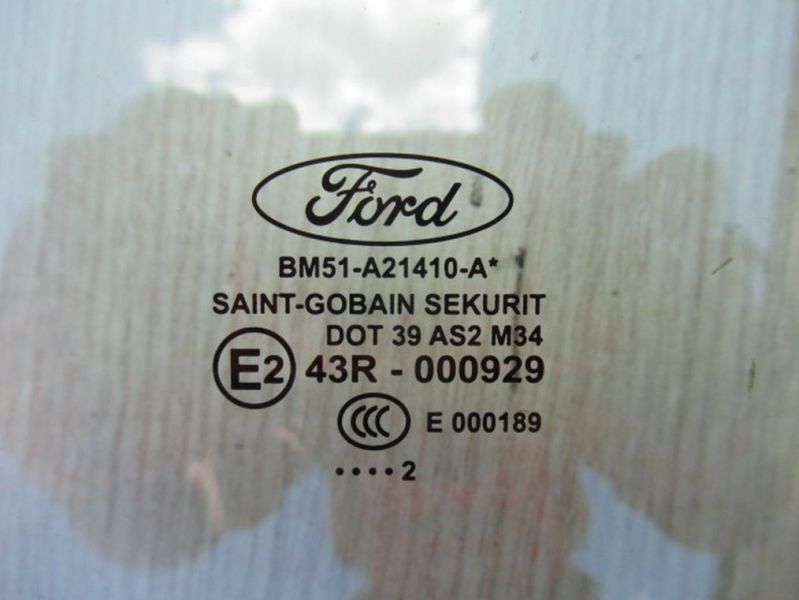 Ford
BM51-A21410-A*
SAINT-GOBAIN SEKURIT
DOT 39 AS2 M34
E2 43R - 000929
CCC E 000189
....2